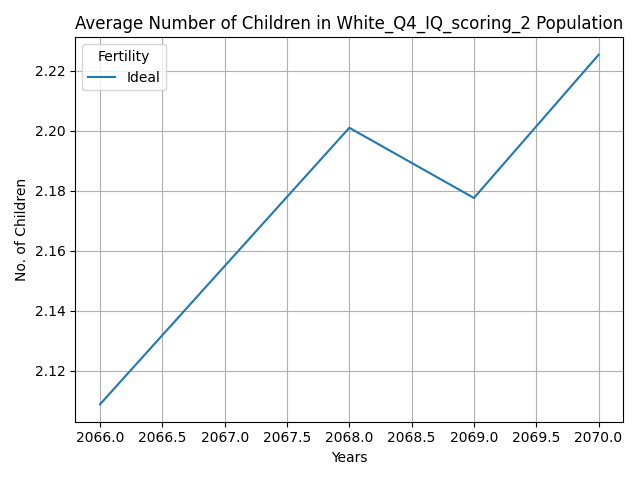 Average Number of Children in White_Q4_IQ_scoring_2 Population
Fertility
Ideal
No. of Children
2.22
2.20
2.18
2.16
2.14
2.12
2066.0 2066.5 2067.0 2067.5 2068.0 2068.5 2069.0 2069.5 2070.0
Years